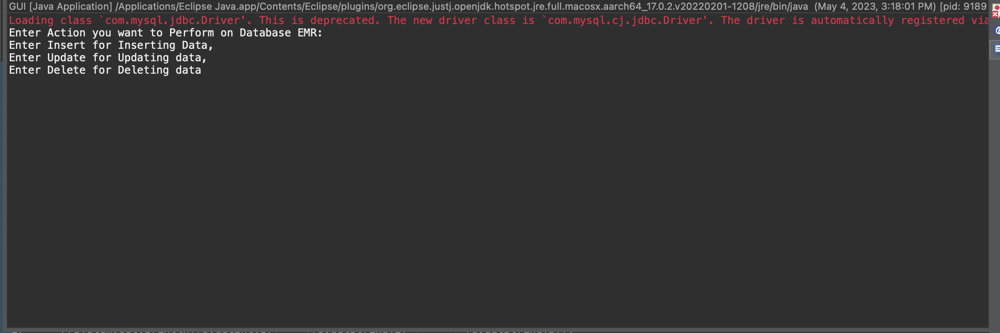 GUI [Java Application] /Applications/Eclipse Java.app/Contents/Eclipse/plugins/org.eclipse.justj.openjdk.hotspot.jre.full.macosx.aarch64_17.0.2.v20220201-1208/jre/bin/java (May 4, 2023, 3:18:01 PM) [pid: 9189
Loading class `com.mysql.jdbc.Driver'. This is deprecated. The new driver class is `com.mysql.cj.jdbc.Driver'. The driver is automatically registered via
Enter Action you want to Perform on Database EMR:
Enter Insert for Inserting Data,
Enter Update for Updating data,
Enter Delete for Deleting data